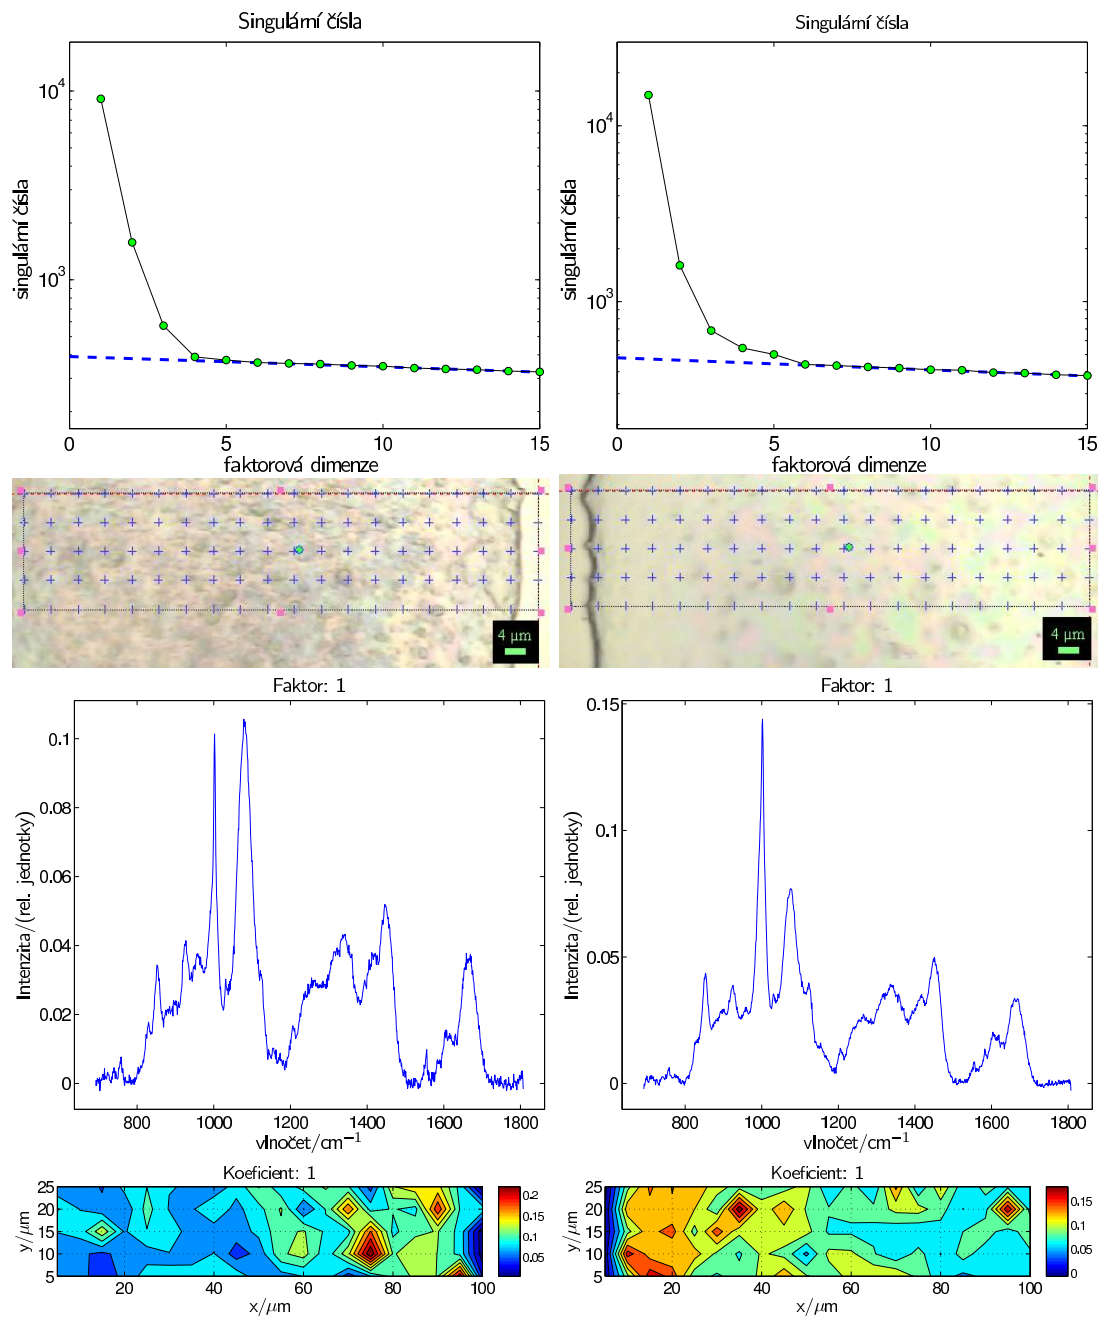 Singulární čísla
Singulární čísla
singulární čísla
10^4
10^3
0 5 10 15
faktorová dimenze
singulární čísla
10^4
10^3
0 5 10 15
faktorová dimenze
4 μm
4 μm
Faktor: 1
Intenzita/(rel. jednotky)
0.1
0.08
0.06
0.04
0.02
0
800 1000 1200 1400 1600 1800
vlnočet/cm⁻¹
Faktor: 1
Intenzita/(rel. jednotky)
0.15
0.1
0.05
0
800 1000 1200 1400 1600 1800
vlnočet/cm⁻¹
Koeficient: 1
y/μm
25
20
15
10
5
20 40 60 80 100
x/μm
0.2
0.15
0.1
0.05
Koeficient: 1
y/μm
25
20
15
10
5
20 40 60 80 100
x/μm
0.15
0.1
0.05
0